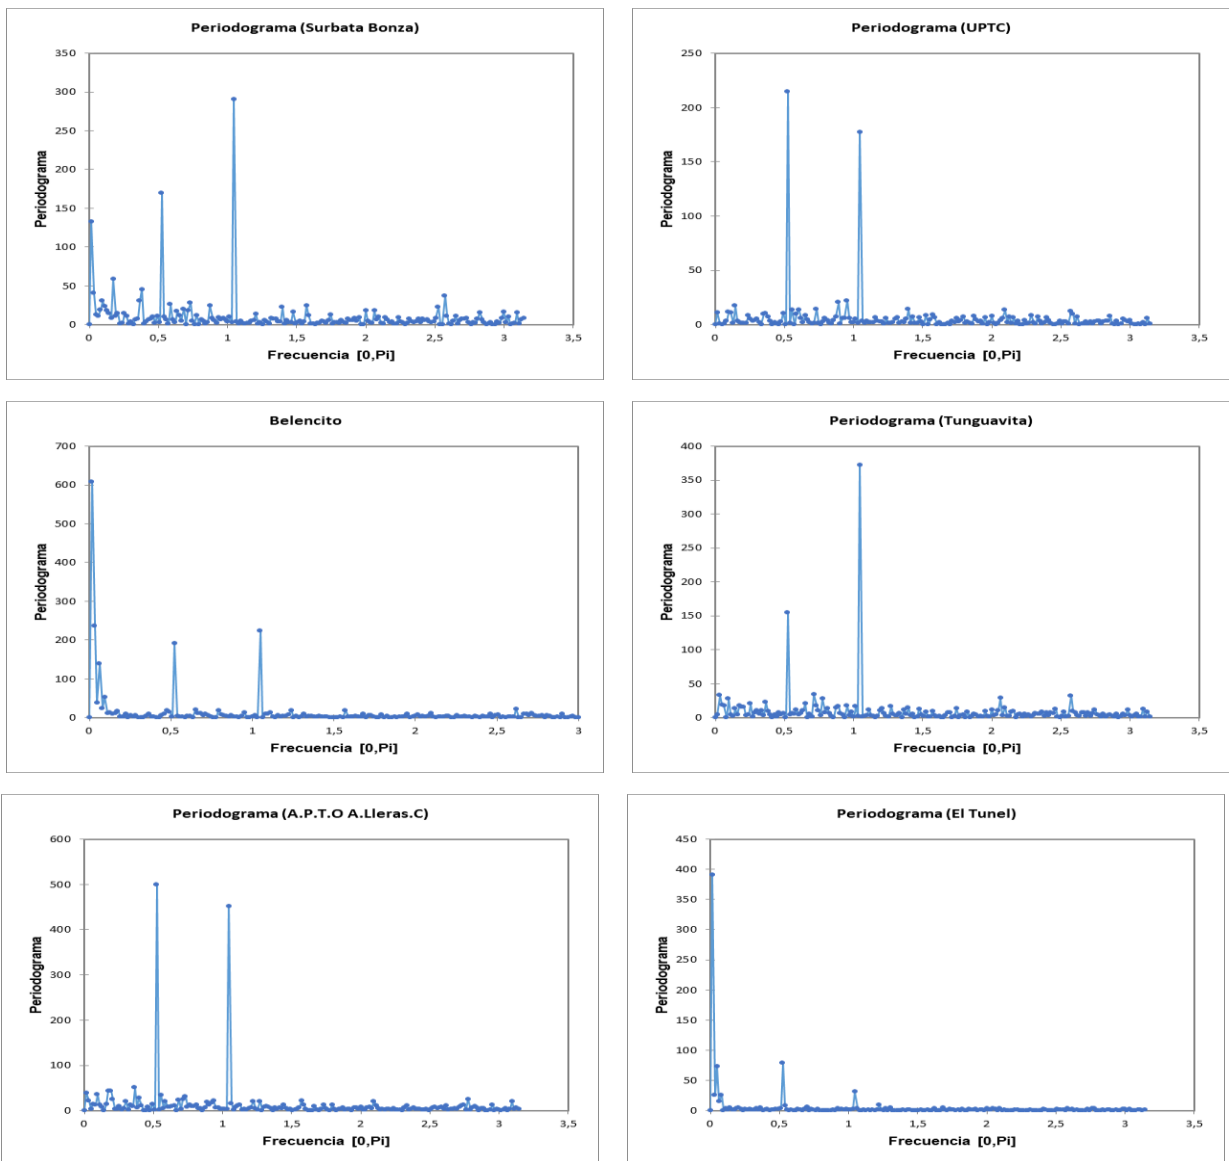 Periodograma (Surbata Bonza)
350
300
250
200
150
100
50
0
Periodograma
0 0,5 1 1,5 2 2,5 3 3,5
Frecuencia [0,Pi]
Periodograma (UPTC)
250
200
150
100
50
0
Periodograma
0 0,5 1 1,5 2 2,5 3 3,5
Frecuencia [0,Pi]
Belencito
700
600
500
400
300
200
100
0
Periodograma
0 0,5 1 1,5 2 2,5 3
Frecuencia [0,Pi]
Periodograma (Tunguavita)
400
350
300
250
200
150
100
50
0
Periodograma
0 0,5 1 1,5 2 2,5 3 3,5
Frecuencia [0,Pi]
Periodograma (A.P.T.O A.Lleras.C)
600
500
400
300
200
100
0
Periodograma
0 0,5 1 1,5 2 2,5 3 3,5
Frecuencia [0,Pi]
Periodograma (El Tunel)
450
400
350
300
250
200
150
100
50
0
Periodograma
0 0,5 1 1,5 2 2,5 3 3,5
Frecuencia [0,Pi]